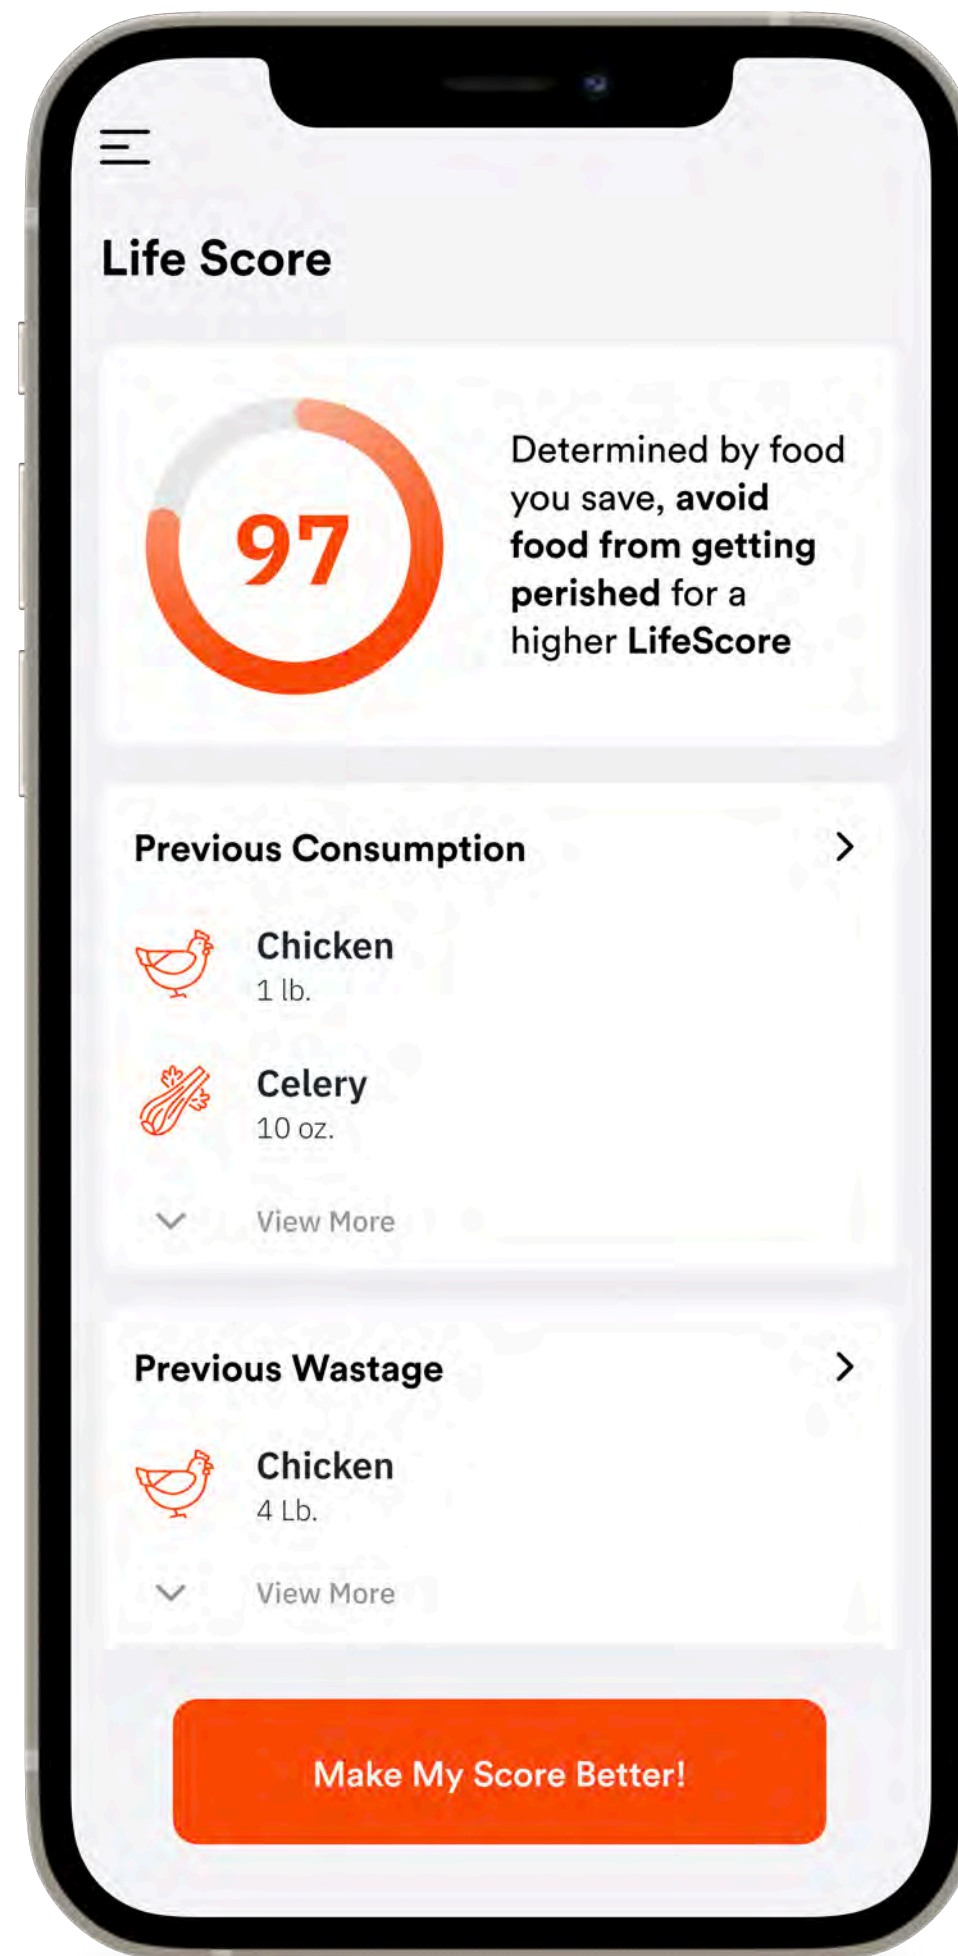 Life Score
97
Determined by food
you save, avoid
food from getting
perished for a
higher LifeScore
Previous Consumption
Chicken
1 lb.
Celery
10 oz.
View More
Previous Wastage
Chicken
4 Lb.
View More
Make My Score Better!